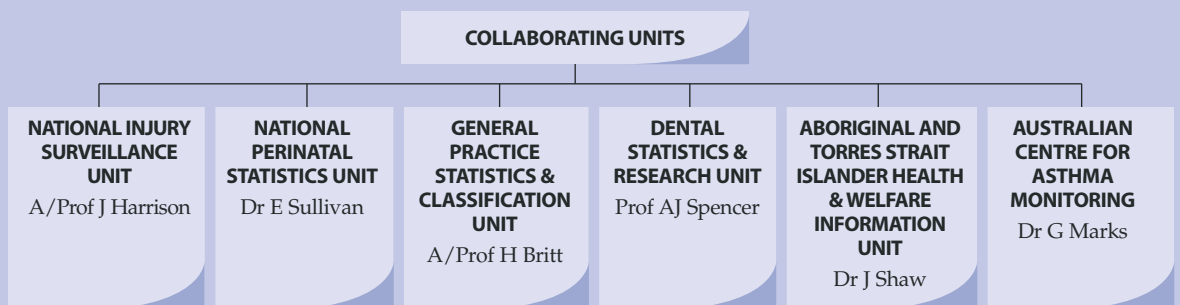 COLLABORATING UNITS
NATIONAL INJURY
SURVEILLANCE
UNIT
A/Prof J Harrison
NATIONAL
PERINATAL
STATISTICS UNIT
Dr E Sullivan
GENERAL
PRACTICE
STATISTICS &
CLASSIFICATION
UNIT
A/Prof H Britt
DENTAL
STATISTICS &
RESEARCH UNIT
Prof AJ Spencer
ABORIGINAL AND
TORRES STRAIT
ISLANDER HEALTH
& WELFARE
INFORMATION
UNIT
Dr J Shaw
AUSTRALIAN
CENTRE FOR
ASTHMA
MONITORING
Dr G Marks